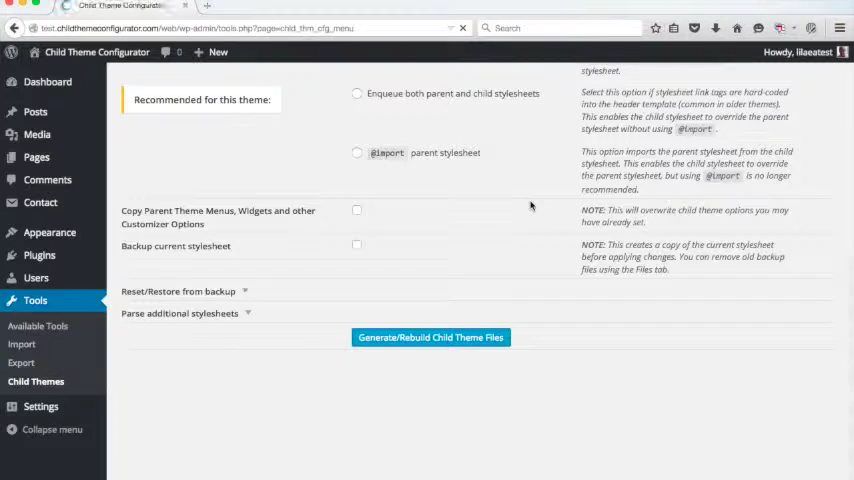 Child Theme Configurator
test.childthemeconfigurator.com/web/wp-admin/tools.php?page=chld_thm_cfg_menu
Search
Child Theme Configurator
0
New
Howdy, lilaeatest
Dashboard
Posts
Media
Pages
Comments
Contact
Appearance
Plugins
Users
Tools
Available Tools
Import
Export
Child Themes
Settings
Collapse menu
stylesheet.
Recommended for this theme:
Enqueue both parent and child stylesheets
Select this option if stylesheet link tags are hard-coded
into the header template (common in older themes).
This enables the child stylesheet to override the parent
stylesheet without using @import .
@import parent stylesheet
This option imports the parent stylesheet from the child
stylesheet. This enables the child stylesheet to override
the parent stylesheet, but using @import is no longer
recommended.
Copy Parent Theme Menus, Widgets and other
Customizer Options
NOTE: This will overwrite child theme options you may
have already set.
Backup current stylesheet
NOTE: This creates a copy of the current stylesheet
before applying changes. You can remove old backup
files using the Files tab.
Reset/Restore from backup
Parse additional stylesheets
Generate/Rebuild Child Theme Files